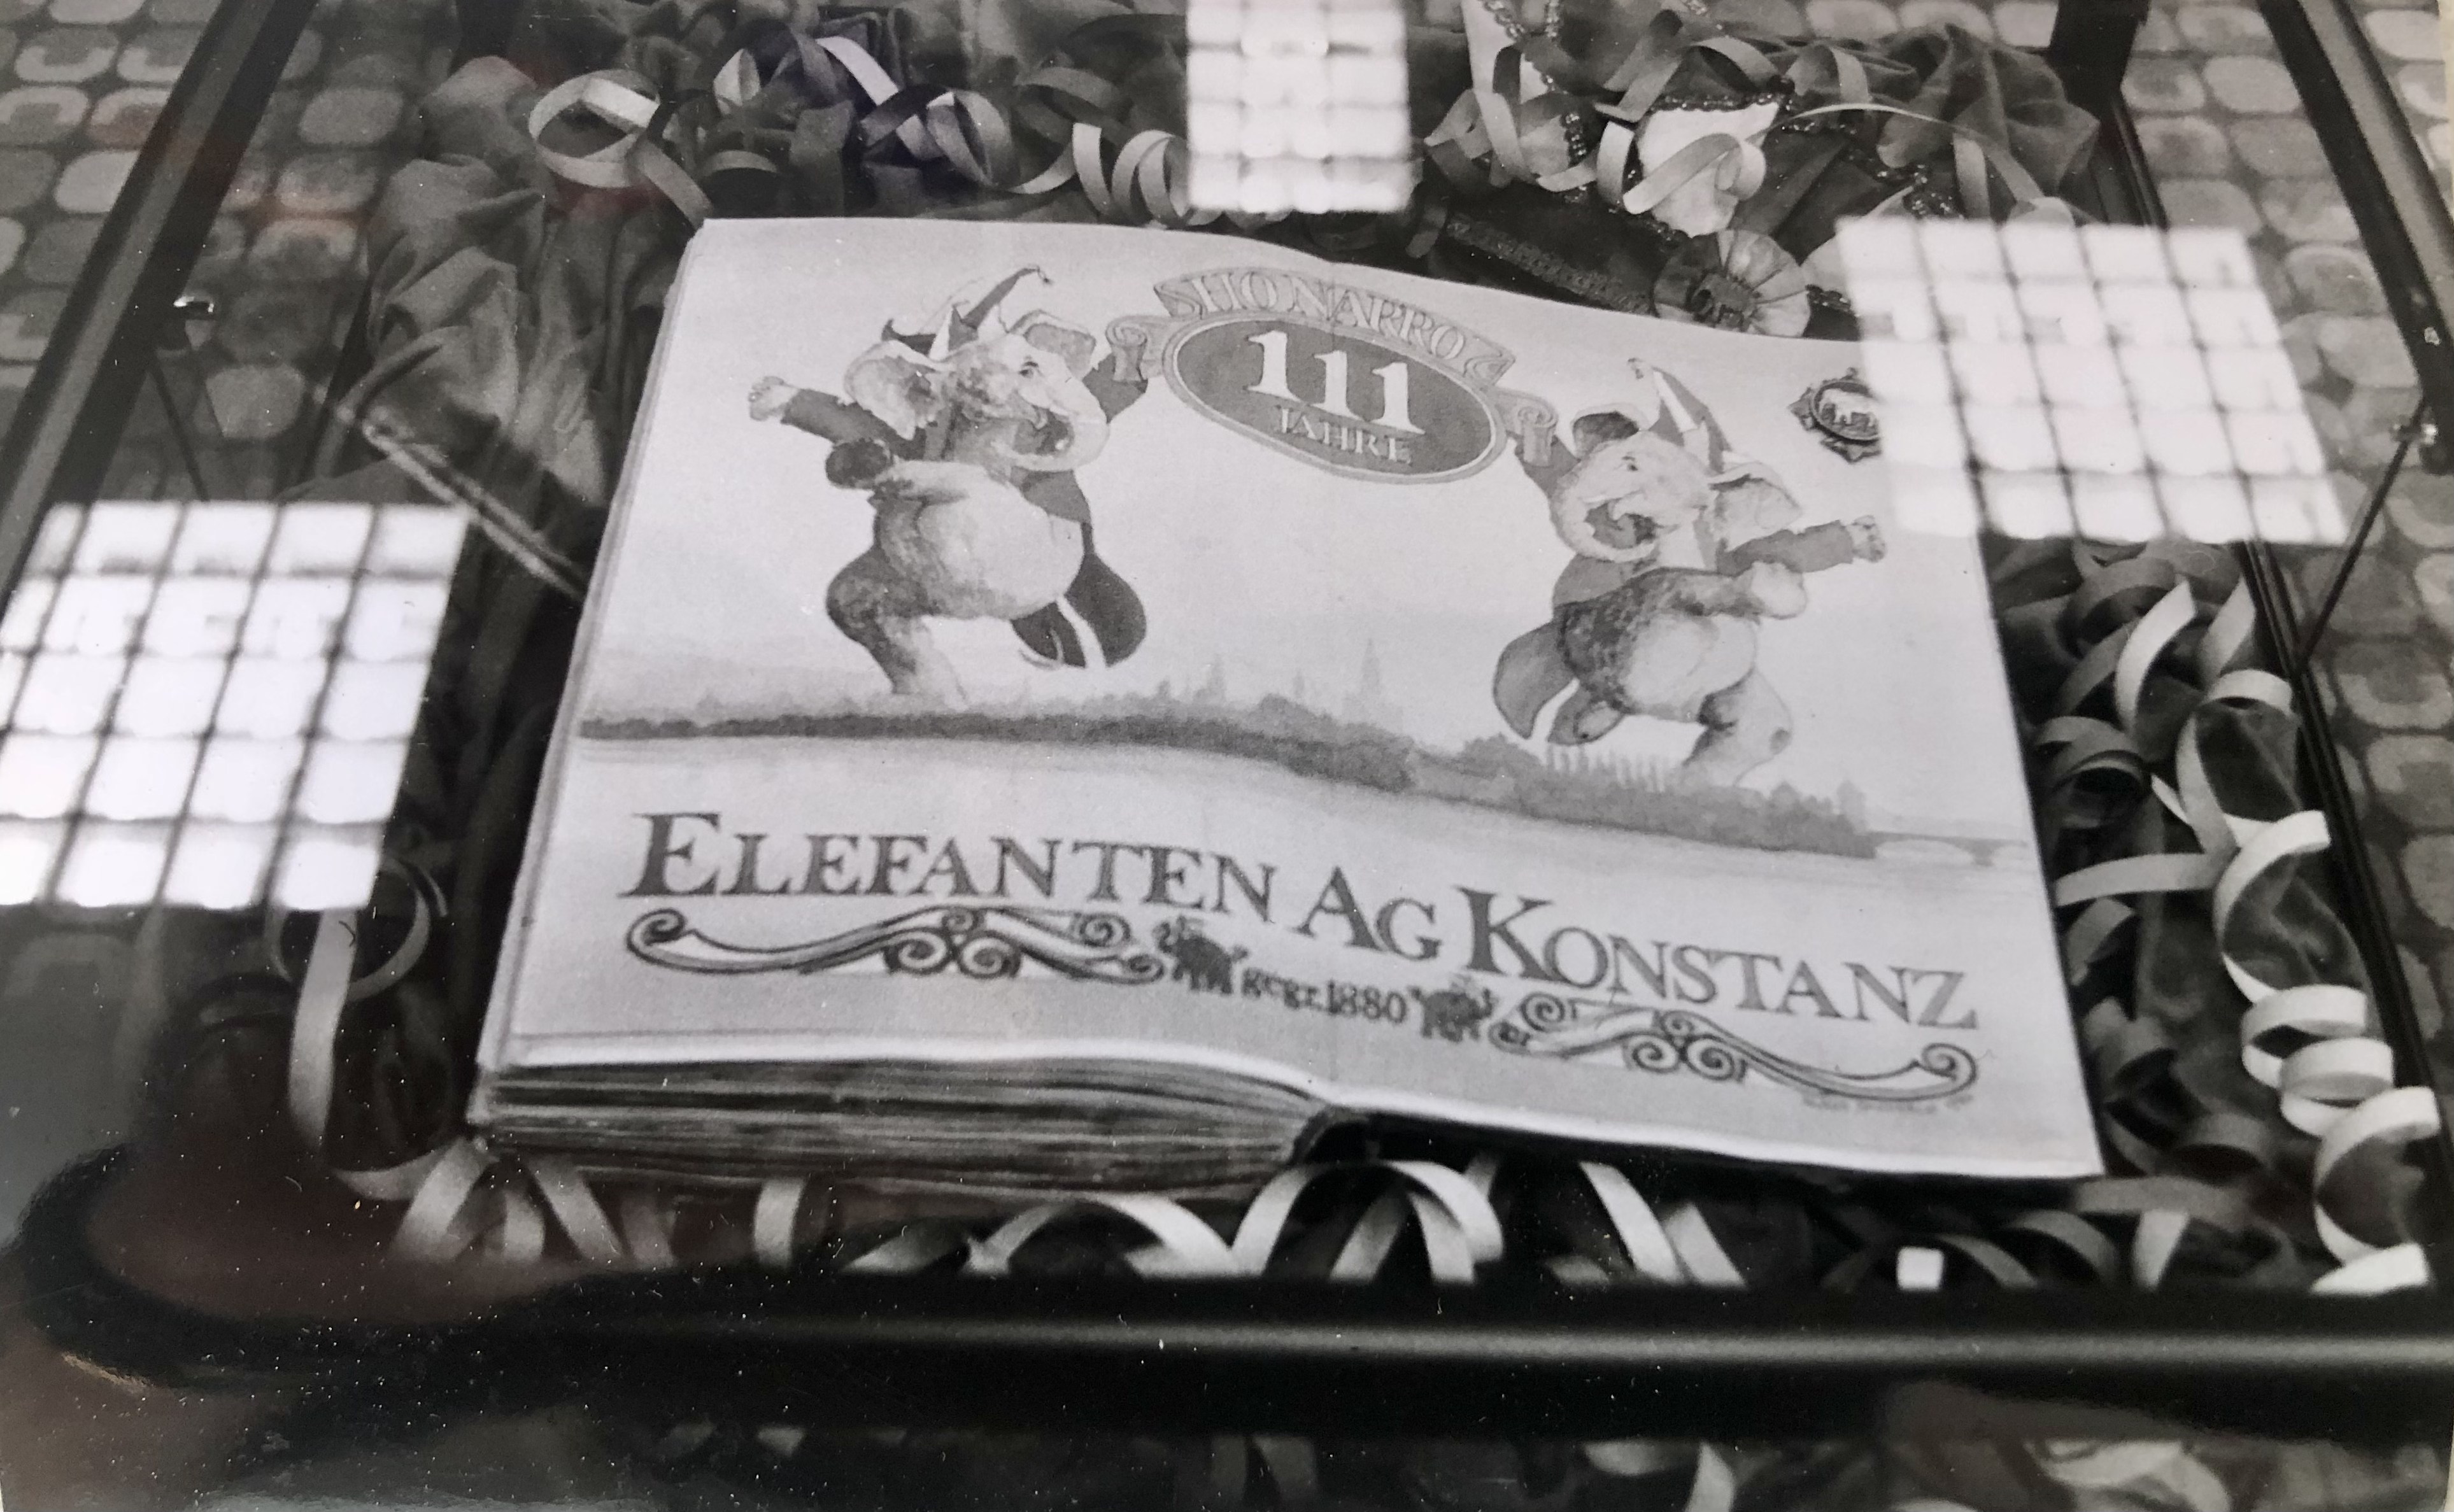 HO NARRO
111
JAHRE
ELEFANTEN AG KONSTANZ
gegr. 1880